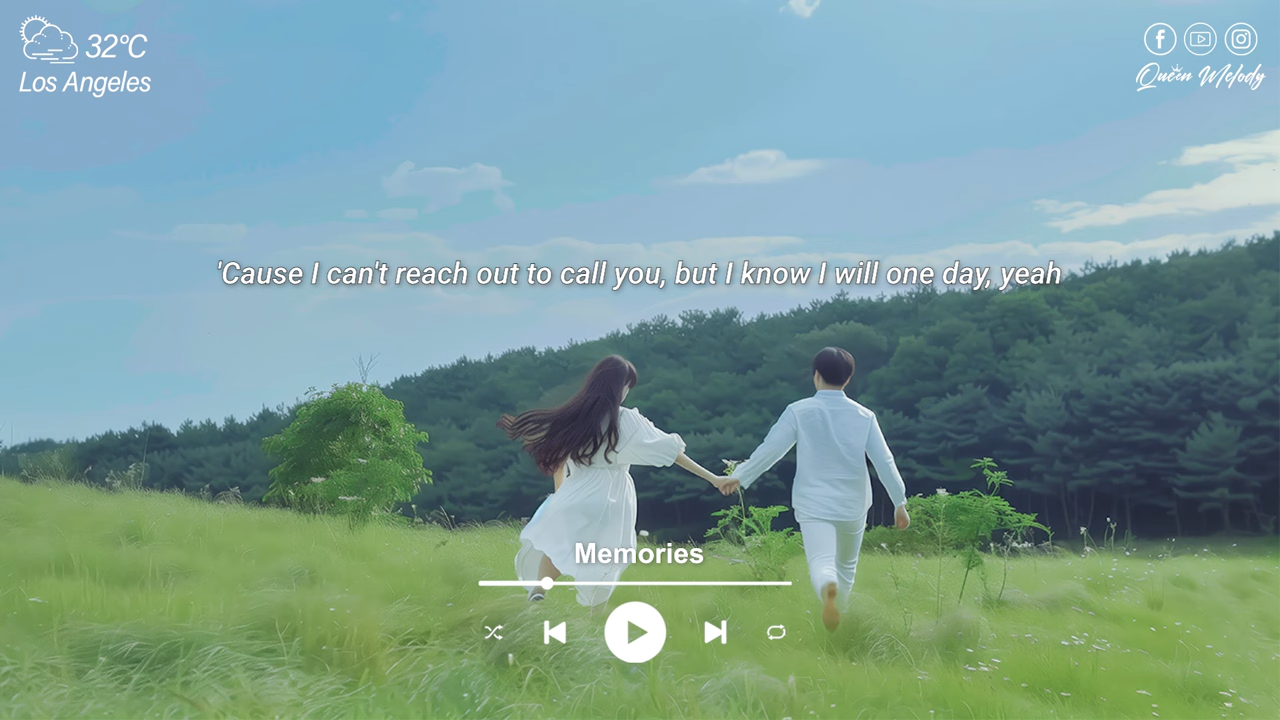 32°C
Los Angeles
Queen Melody
'Cause I can't reach out to call you, but I know I will one day, yeah
Memories